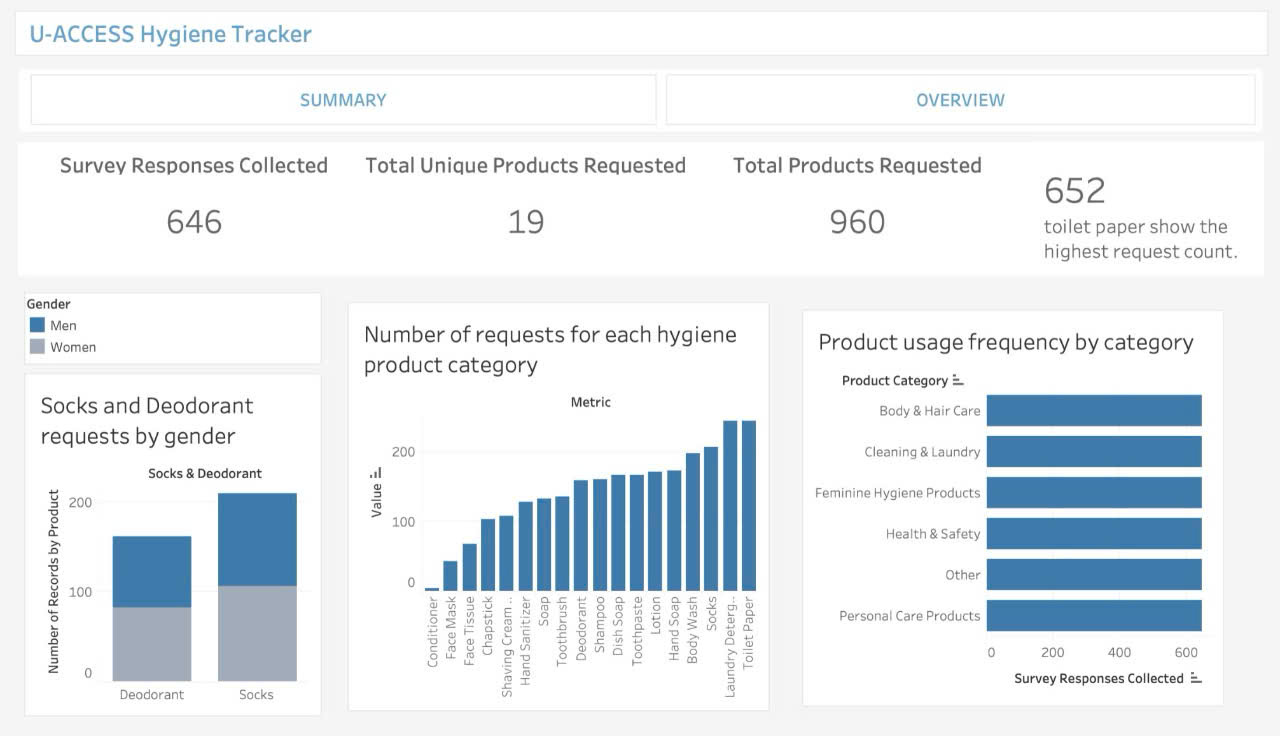 U-ACCESS Hygiene Tracker
SUMMARY
OVERVIEW
Survey Responses Collected
646
Total Unique Products Requested
19
Total Products Requested
960
652
toilet paper show the
highest request count.
Gender
Men
Women
Socks and Deodorant
requests by gender
Socks & Deodorant
Number of Records by Product
200
100
0
Deodorant
Socks
Number of requests for each hygiene
product category
Metric
Value
200
100
0
Conditioner
Face Mask
Face Tissue
Chapstick
Shaving Cream ..
Hand Sanitizer
Soap
Toothbrush
Deodorant
Shampoo
Dish Soap
Toothpaste
Lotion
Hand Soap
Body Wash
Socks
Laundry Deterg..
Toilet Paper
Product usage frequency by category
Product Category
Body & Hair Care
Cleaning & Laundry
Feminine Hygiene Products
Health & Safety
Other
Personal Care Products
0
200
400
600
Survey Responses Collected